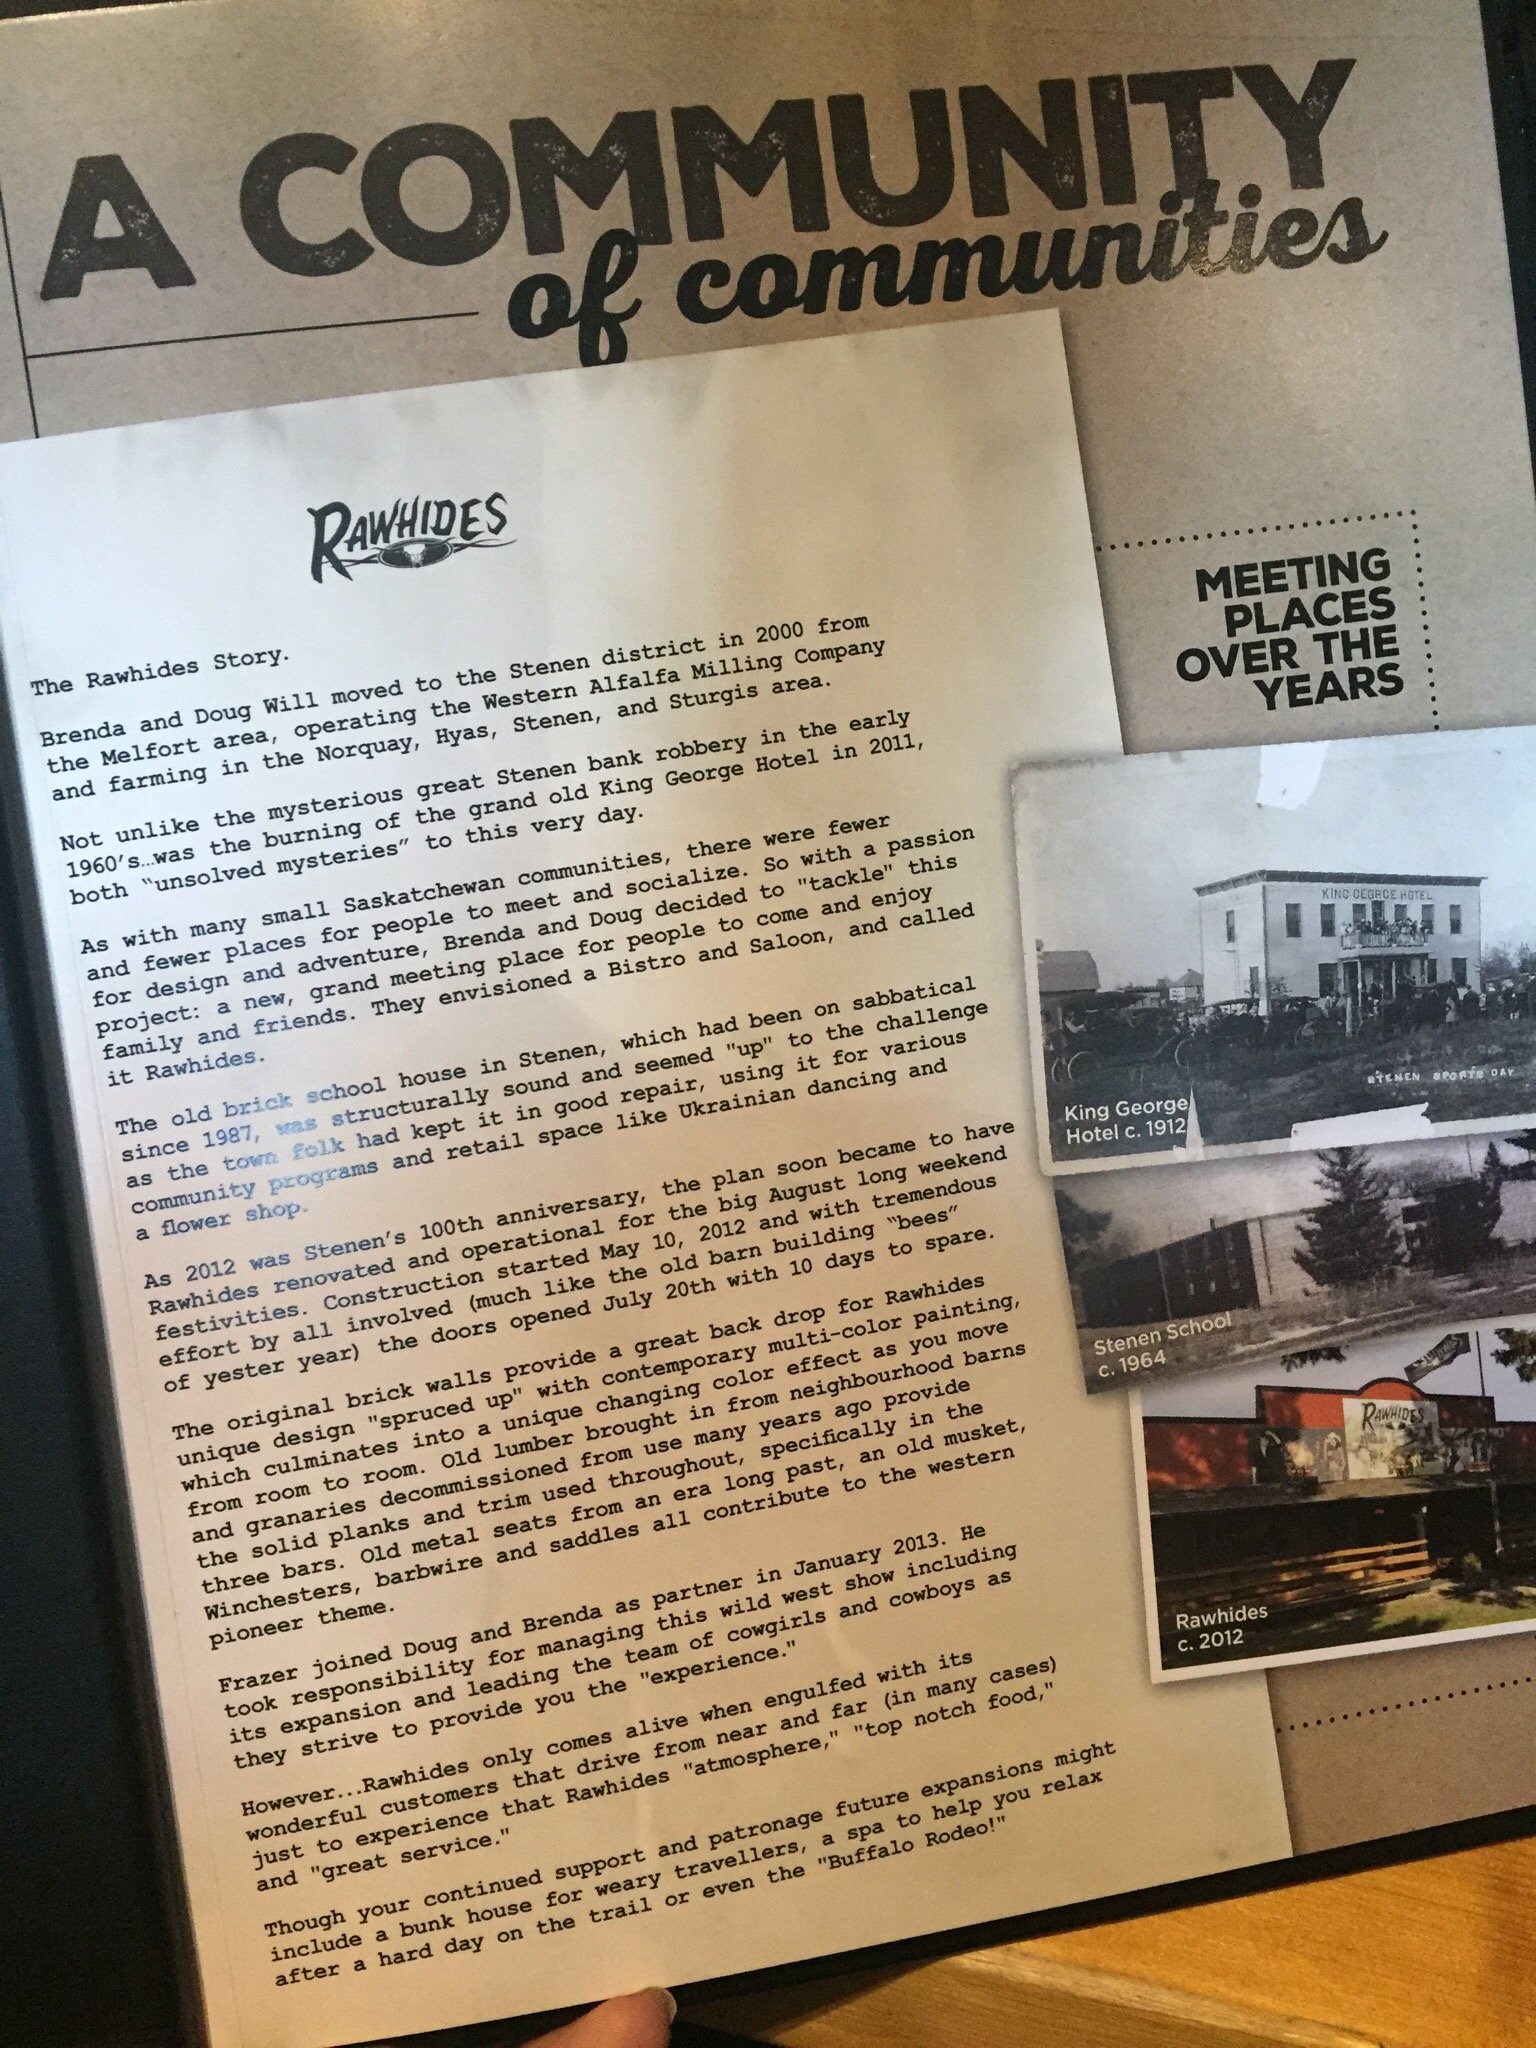 A COMMUNITY
of communities
RAWHIDES
The Rawhides Story.
Brenda and Doug Will moved to the Stenen district in 2000 from
the Melfort area, operating the Western Alfalfa Milling Company
and farming in the Norquay, Hyas, Stenen, and Sturgis area.
Not unlike the mysterious great Stenen bank robbery in the early
1960's…was the burning of the grand old King George Hotel in 2011,
both "unsolved mysteries" to this very day.
As with many small Saskatchewan communities, there were fewer
and fewer places for people to meet and socialize. So with a passion
for design and adventure, Brenda and Doug decided to "tackle" this
project: a new, grand meeting place for people to come and enjoy
family and friends. They envisioned a Bistro and Saloon, and called
it Rawhides.
The old brick school house in Stenen, which had been on sabbatical
since 1987, was structurally sound and seemed "up" to the challenge
as the town folk had kept it in good repair, using it for various
community programs and retail space like Ukrainian dancing and
a flower shop.
As 2012 was Stenen's 100th anniversary, the plan soon became to have
Rawhides renovated and operational for the big August long weekend
festivities. Construction started May 10, 2012 and with tremendous
effort by all involved (much like the old barn building "bees"
of yester year) the doors opened July 20th with 10 days to spare.
The original brick walls provide a great back drop for Rawhides
unique design "spruced up" with contemporary multi-color painting,
which culminates into a unique changing color effect as you move
from room to room. Old lumber brought in from neighbourhood barns
and granaries decommissioned from use many years ago provide
the solid planks and trim used throughout, specifically in the
three bars. Old metal seats from an era long past, an old musket,
Winchesters, barbwire and saddles all contribute to the western
pioneer theme.
Frazer joined Doug and Brenda as partner in January 2013. He
took responsibility for managing this wild west show including
its expansion and leading the team of cowgirls and cowboys as
they strive to provide you the "experience."
However...Rawhides only comes alive when engulfed with its
wonderful customers that drive from near and far (in many cases)
just to experience that Rawhides "atmosphere," "top notch food,"
and "great service."
Though your continued support and patronage future expansions might
include a bunk house for weary travellers, a spa to help you relax
after a hard day on the trail or even the "Buffalo Rodeo!"
MEETING
PLACES
OVER THE
YEARS
KING GEORGE HOTEL
STENEN SPORTS DAY
King George
Hotel c. 1912
Stenen School
c. 1964
RAWHIDES
Rawhides
c. 2012